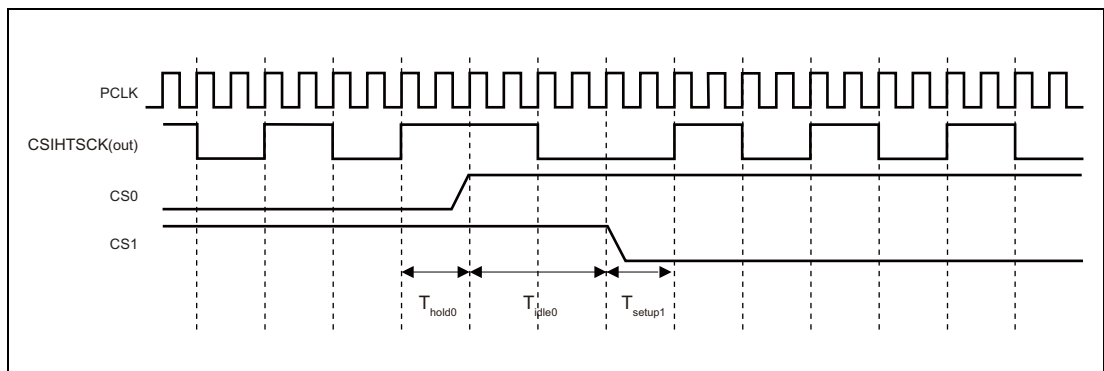 PCLK
CSIHTSCK(out)
CS0
CS1
Thold0 Tidle0 Tsetup1